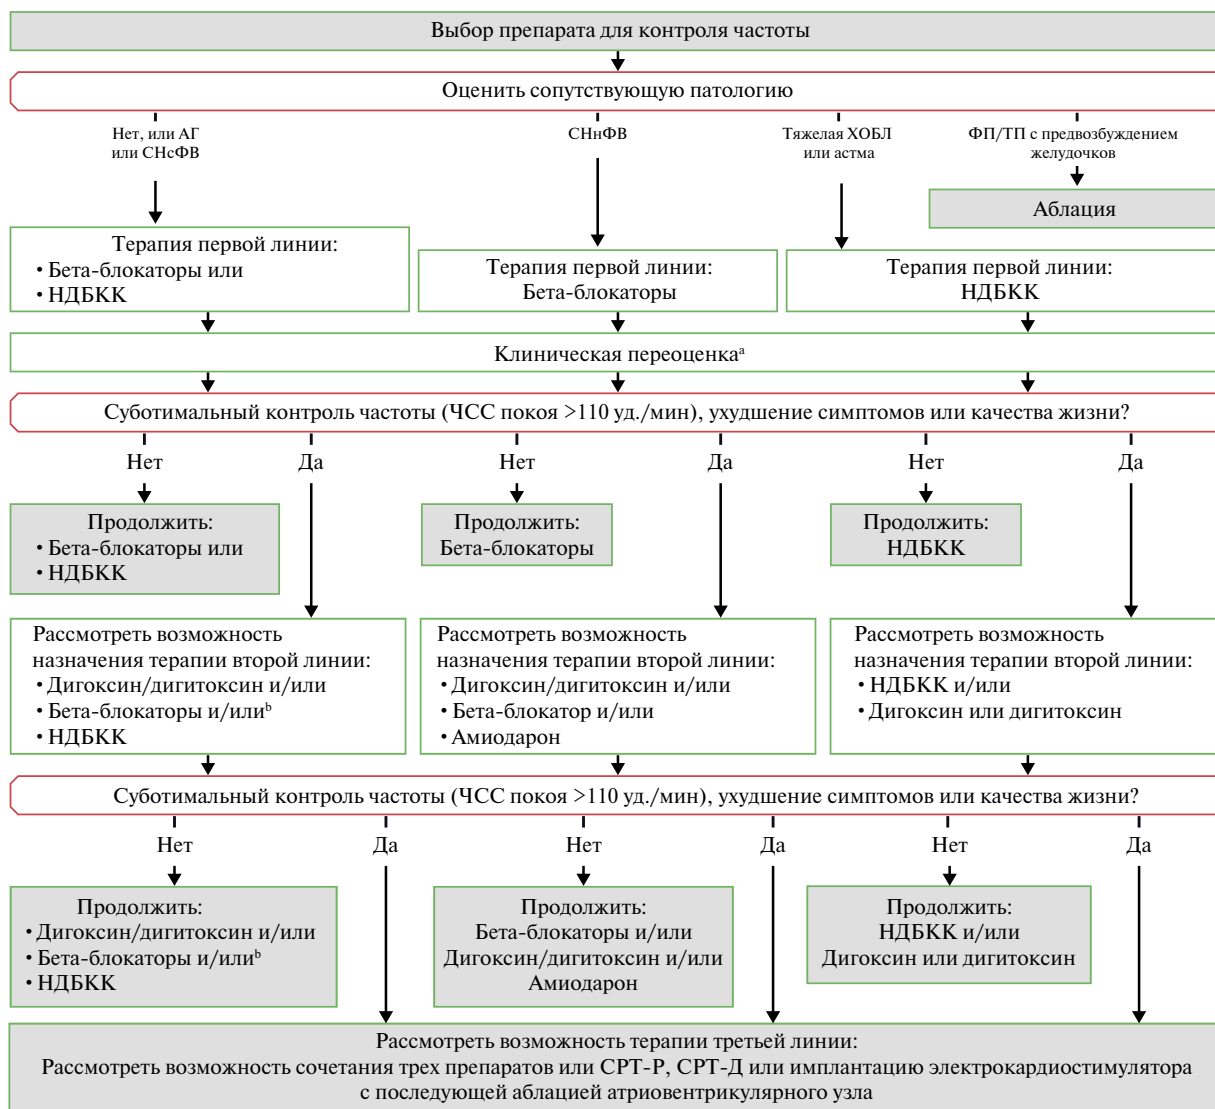 Выбор препарата для контроля частоты
Оценить сопутствующую патологию
Нет, или АГ
или СНсФВ
СНнФВ
Тяжелая ХОБЛ
или астма
ФП/ТП с предвозбуждением
желудочков
Аблация
Терапия первой линии:
• Бета-блокаторы или
• НДБКК
Терапия первой линии:
Бета-блокаторы
Терапия первой линии:
НДБКК
Клиническая переоценкаᵃ
Суботимальный контроль частоты (ЧСС покоя >110 уд./мин), ухудшение симптомов или качества жизни?
Нет
Да
Нет
Да
Нет
Да
Продолжить:
• Бета-блокаторы или
• НДБКК
Продолжить:
Бета-блокаторы
Продолжить:
НДБКК
Рассмотреть возможность
назначения терапии второй линии:
• Дигоксин/дигитоксин и/или
• Бета-блокаторы и/илиᵇ
• НДБКК
Рассмотреть возможность
назначения терапии второй линии:
• Дигоксин/дигитоксин и/или
• Бета-блокатор и/или
• Амиодарон
Рассмотреть возможность
назначения терапии второй линии:
• НДБКК и/или
• Дигоксин или дигитоксин
Суботимальный контроль частоты (ЧСС покоя >110 уд./мин), ухудшение симптомов или качества жизни?
Нет
Да
Нет
Да
Нет
Да
Продолжить:
• Дигоксин/дигитоксин и/или
• Бета-блокаторы и/илиᵇ
• НДБКК
Продолжить:
Бета-блокаторы и/или
Дигоксин/дигитоксин и/или
Амиодарон
Продолжить:
НДБКК и/или
Дигоксин или дигитоксин
Рассмотреть возможность терапии третьей линии:
Рассмотреть возможность сочетания трех препаратов или СРТ-Р, СРТ-Д или имплантацию электрокардиостимулятора
с последующей аблацией атриовентрикулярного узла